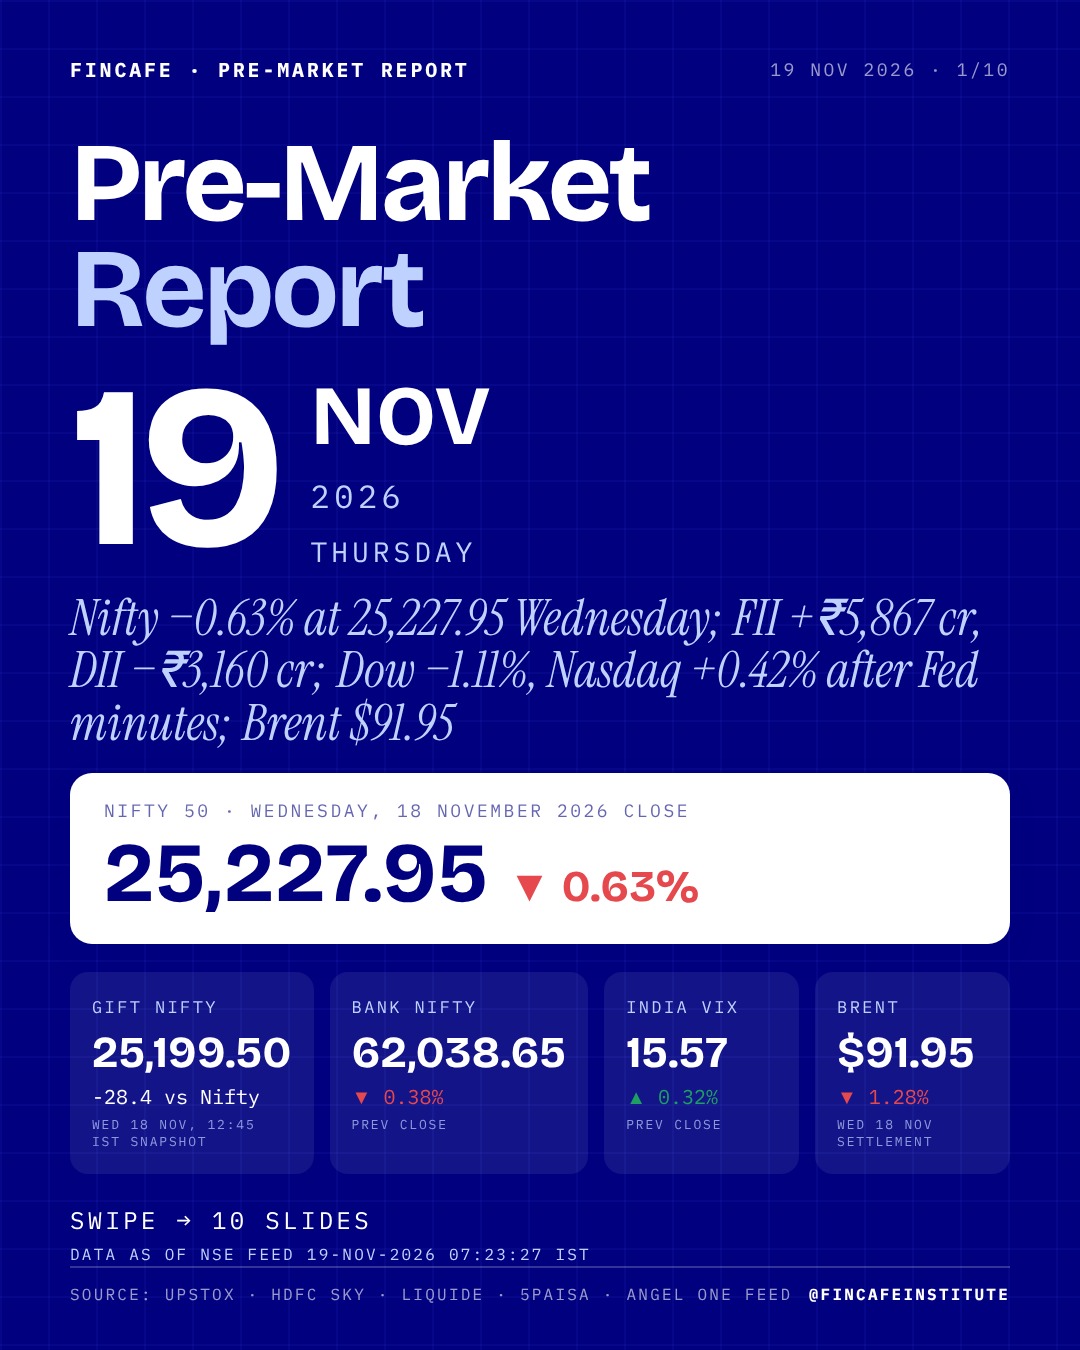 FINCAFE · PRE-MARKET REPORT
19 NOV 2026 · 1/10
Pre-Market
Report
19
NOV
2026
THURSDAY
Nifty −0.63% at 25,227.95 Wednesday; FII +₹5,867 cr,
DII −₹3,160 cr; Dow −1.11%, Nasdaq +0.42% after Fed
minutes; Brent $91.95
NIFTY 50 · WEDNESDAY, 18 NOVEMBER 2026 CLOSE
25,227.95 ▼ 0.63%
GIFT NIFTY
25,199.50
-28.4 vs Nifty
WED 18 NOV, 12:45
IST SNAPSHOT
BANK NIFTY
62,038.65
▼ 0.38%
PREV CLOSE
INDIA VIX
15.57
▲ 0.32%
PREV CLOSE
BRENT
$91.95
▼ 1.28%
WED 18 NOV
SETTLEMENT
SWIPE → 10 SLIDES
DATA AS OF NSE FEED 19-NOV-2026 07:23:27 IST
SOURCE: UPSTOX · HDFC SKY · LIQUIDE · 5PAISA · ANGEL ONE FEED @FINCAFEINSTITUTE